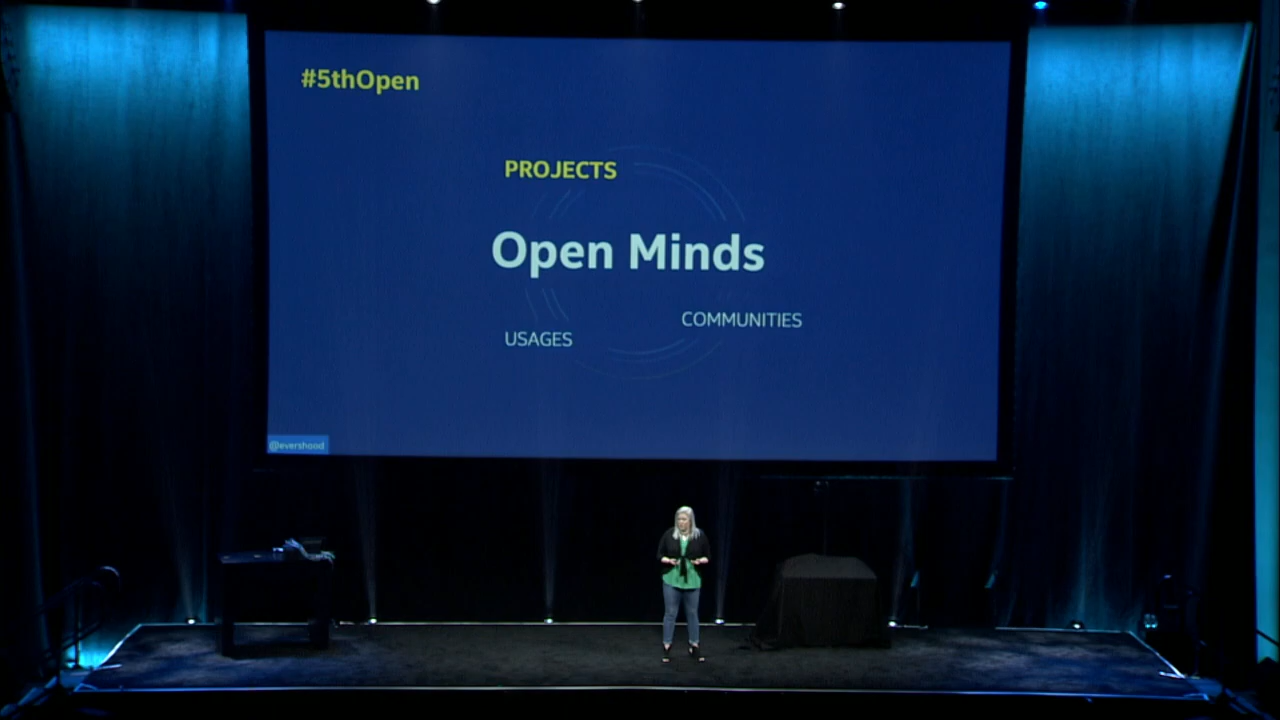 #5thOpen
PROJECTS
Open Minds
COMMUNITIES
USAGES
@evershood